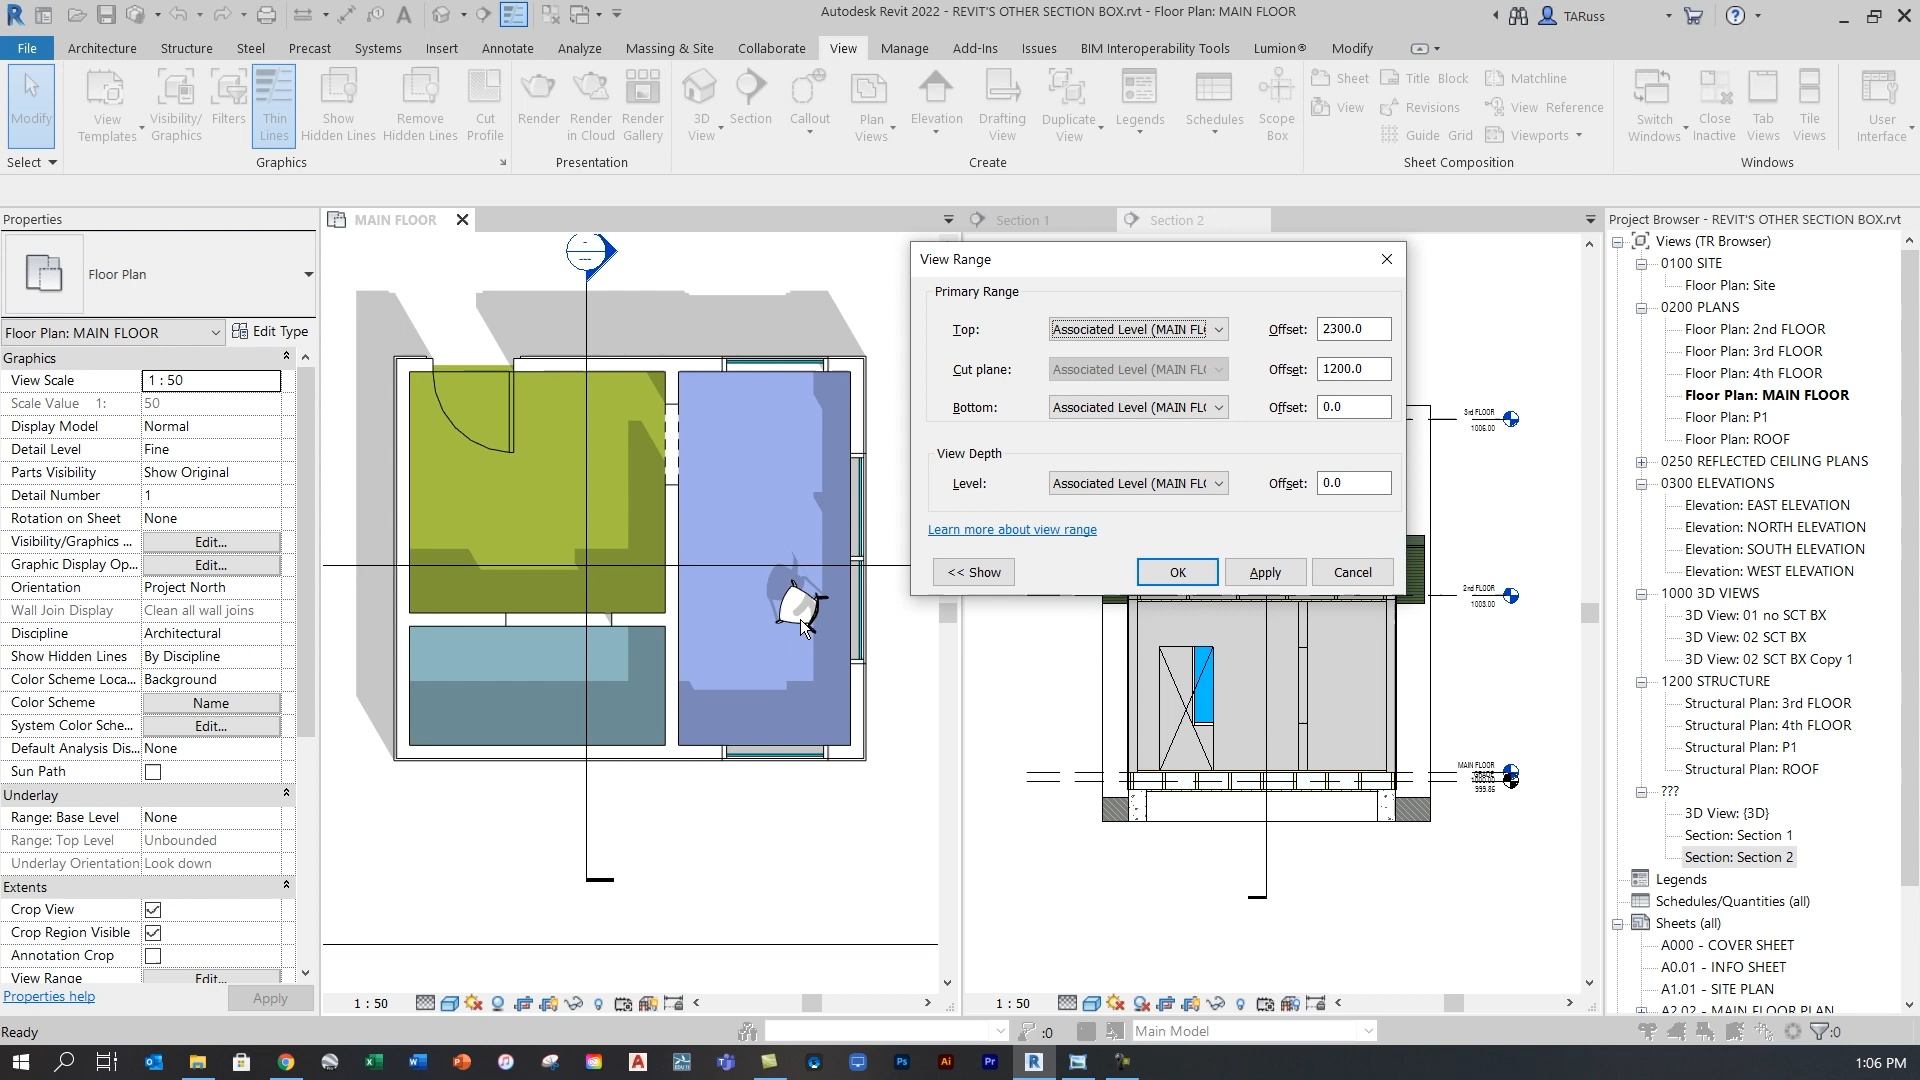 Autodesk Revit 2022 - REVIT'S OTHER SECTION BOX.rvt - Floor Plan: MAIN FLOOR
TARuss
File Architecture Structure Steel Precast Systems Insert Annotate Analyze Massing & Site Collaborate View Manage Add-Ins Issues BIM Interoperability Tools Lumion® Modify
Modify
View Templates
Visibility/ Graphics
Filters
Thin Lines
Show Hidden Lines
Remove Hidden Lines
Cut Profile
Render
Render in Cloud
Render Gallery
3D View
Section
Callout
Plan Views
Elevation
Drafting View
Duplicate View
Legends
Schedules
Scope Box
Sheet
View
Title Block
Revisions
Guide Grid
Matchline
View Reference
Viewports
Switch Windows
Close Inactive
Tab Views
Tile Views
User Interface
Select
Graphics
Presentation
Create
Sheet Composition
Windows
Properties
Floor Plan
Floor Plan: MAIN FLOOR
Edit Type
Graphics
View Scale 1 : 50
Scale Value 1: 50
Display Model Normal
Detail Level Fine
Parts Visibility Show Original
Detail Number 1
Rotation on Sheet None
Visibility/Graphics ... Edit...
Graphic Display Op... Edit...
Orientation Project North
Wall Join Display Clean all wall joins
Discipline Architectural
Show Hidden Lines By Discipline
Color Scheme Loca... Background
Color Scheme Name
System Color Sche... Edit...
Default Analysis Dis... None
Sun Path
Underlay
Range: Base Level None
Range: Top Level Unbounded
Underlay Orientation Look down
Extents
Crop View
Crop Region Visible
Annotation Crop
View Range Edit...
Properties help
Apply
MAIN FLOOR
Section 1
Section 2
View Range
Primary Range
Top: Associated Level (MAIN FL Offset: 2300.0
Cut plane: Associated Level (MAIN FL( Offset: 1200.0
Bottom: Associated Level (MAIN FL( Offset: 0.0
View Depth
Level: Associated Level (MAIN FL( Offset: 0.0
Learn more about view range
<< Show
OK
Apply
Cancel
3rd FLOOR
1006.00
2nd FLOOR
1003.00
MAIN FLOOR
999.86
1 : 50
1 : 50
Project Browser - REVIT'S OTHER SECTION BOX.rvt
Views (TR Browser)
0100 SITE
Floor Plan: Site
0200 PLANS
Floor Plan: 2nd FLOOR
Floor Plan: 3rd FLOOR
Floor Plan: 4th FLOOR
Floor Plan: MAIN FLOOR
Floor Plan: P1
Floor Plan: ROOF
0250 REFLECTED CEILING PLANS
0300 ELEVATIONS
Elevation: EAST ELEVATION
Elevation: NORTH ELEVATION
Elevation: SOUTH ELEVATION
Elevation: WEST ELEVATION
1000 3D VIEWS
3D View: 01 no SCT BX
3D View: 02 SCT BX
3D View: 02 SCT BX Copy 1
1200 STRUCTURE
Structural Plan: 3rd FLOOR
Structural Plan: 4th FLOOR
Structural Plan: P1
Structural Plan: ROOF
???
3D View: {3D}
Section: Section 1
Section: Section 2
Legends
Schedules/Quantities (all)
Sheets (all)
A000 - COVER SHEET
A0.01 - INFO SHEET
A1.01 - SITE PLAN
A2.02 - MAIN FLOOR PLAN
Ready
:0
Main Model
:0
1:06 PM